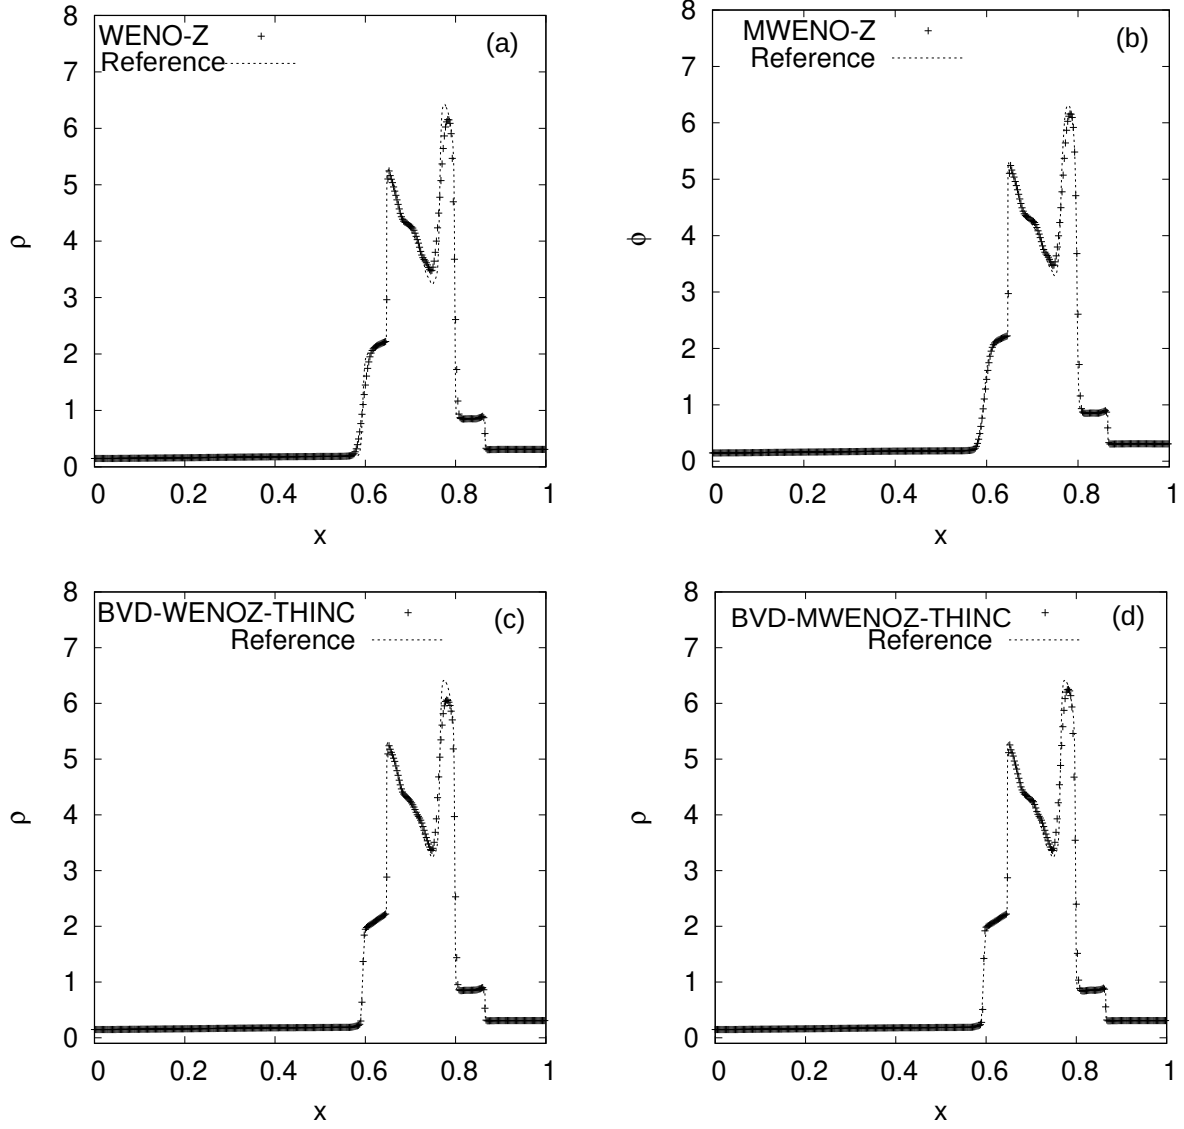 WENO-Z
Reference
(a)
8
7
6
5
4
3
2
1
0
ρ
0 0.2 0.4 0.6 0.8 1
x
MWENO-Z
Reference
(b)
8
7
6
5
4
3
2
1
0
ϕ
0 0.2 0.4 0.6 0.8 1
x
BVD-WENOZ-THINC
Reference
(c)
8
7
6
5
4
3
2
1
0
ρ
0 0.2 0.4 0.6 0.8 1
x
BVD-MWENOZ-THINC
Reference
(d)
8
7
6
5
4
3
2
1
0
ρ
0 0.2 0.4 0.6 0.8 1
x